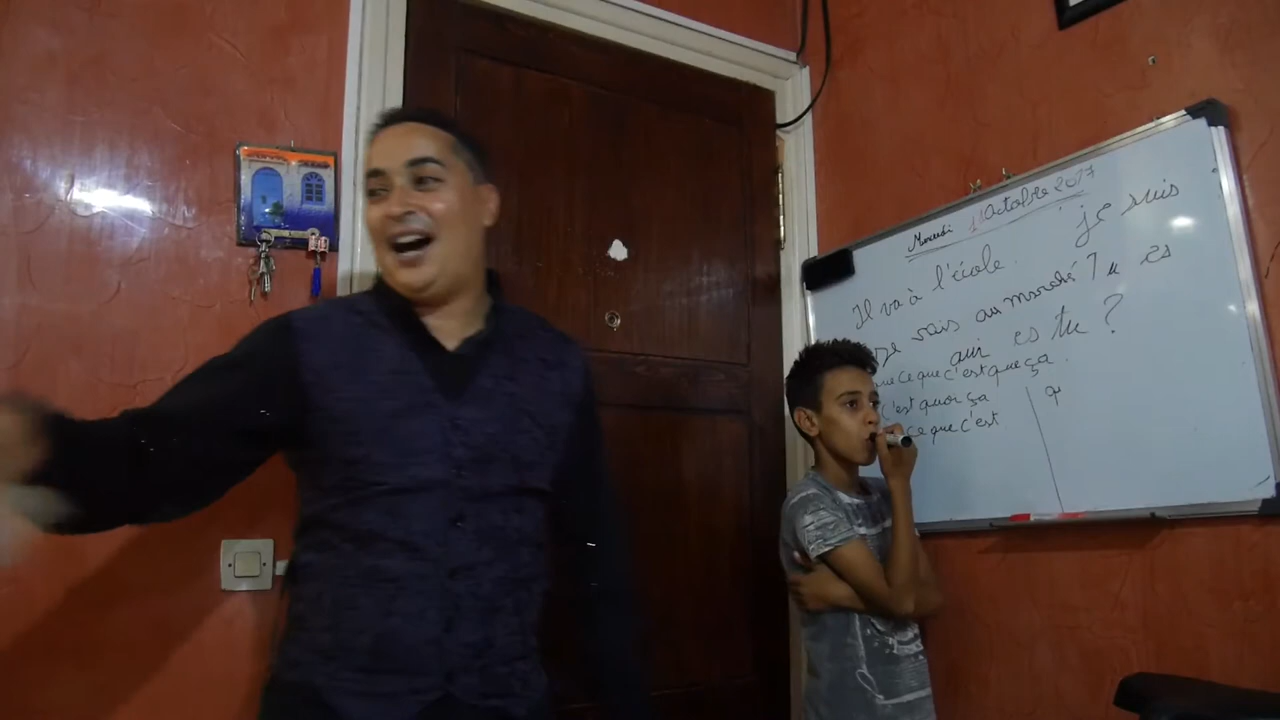 Mercredi 11 Octobre 2017
Il va à l'école. je suis
Je vais au marché Tu es
qui es tu ?
que ce que c'est que ça.
c'est quoi ça
ce que c'est